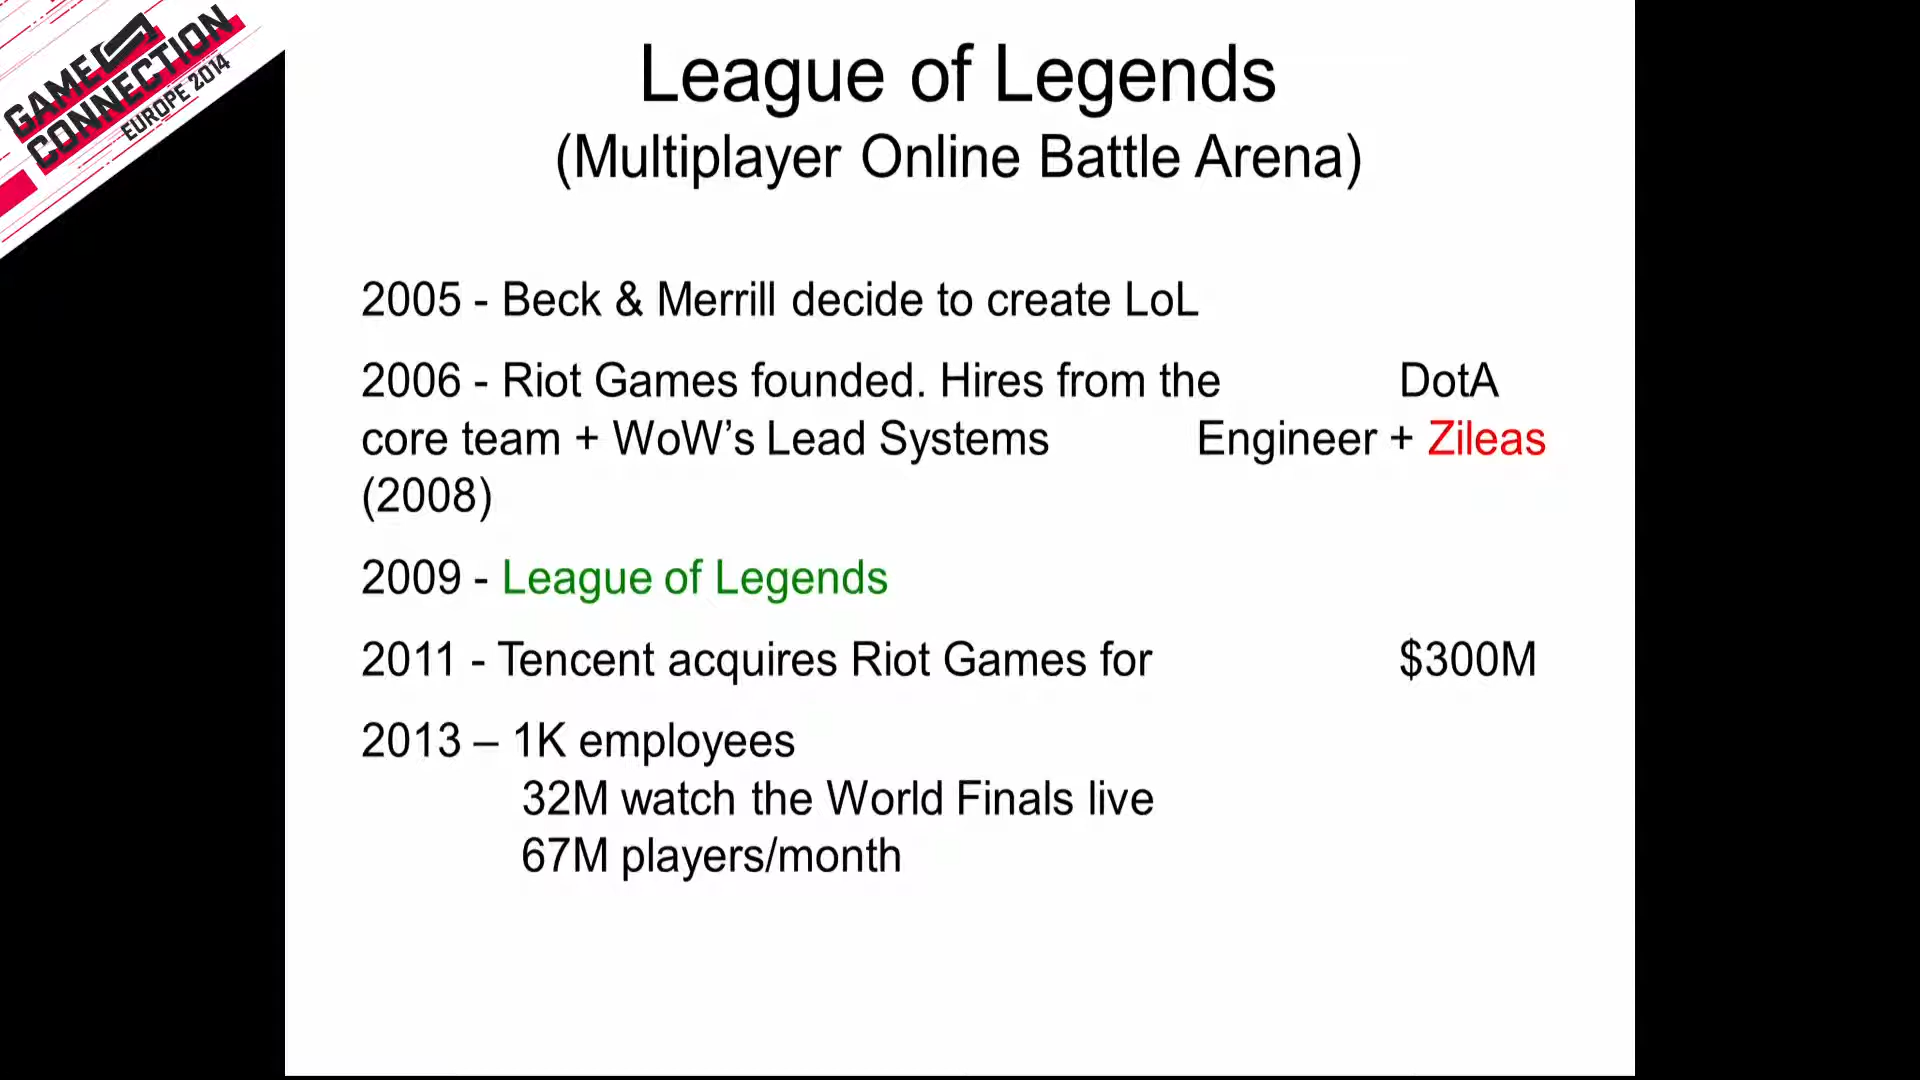 GAME
CONNECTION
EUROPE 2014
League of Legends
(Multiplayer Online Battle Arena)
2005 - Beck & Merrill decide to create LoL
2006 - Riot Games founded. Hires from the DotA
core team + WoW’s Lead Systems Engineer + Zileas
(2008)
2009 - League of Legends
2011 - Tencent acquires Riot Games for $300M
2013 – 1K employees
32M watch the World Finals live
67M players/month